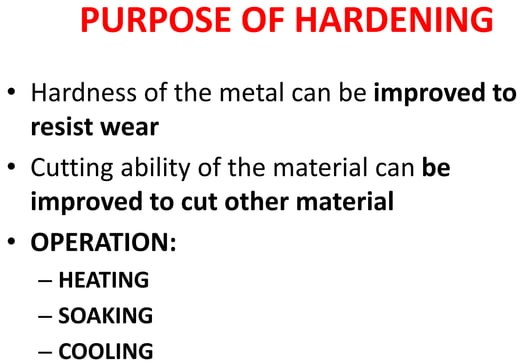 PURPOSE OF HARDENING
• Hardness of the metal can be improved to
resist wear
• Cutting ability of the material can be
improved to cut other material
• OPERATION:
– HEATING
– SOAKING
– COOLING